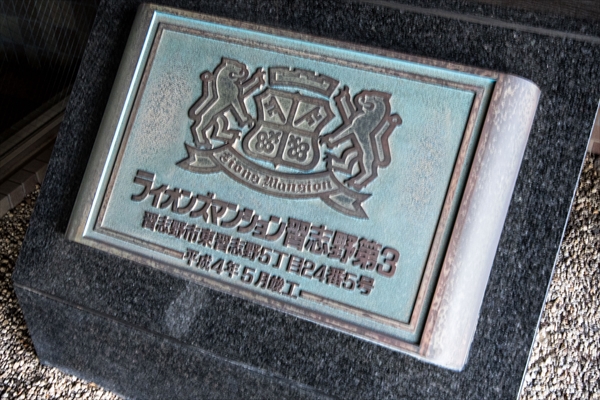 Lions Mansion
ライオンズマンション習志野第3
習志野市東習志野5丁目24番5号
平成4年5月竣工